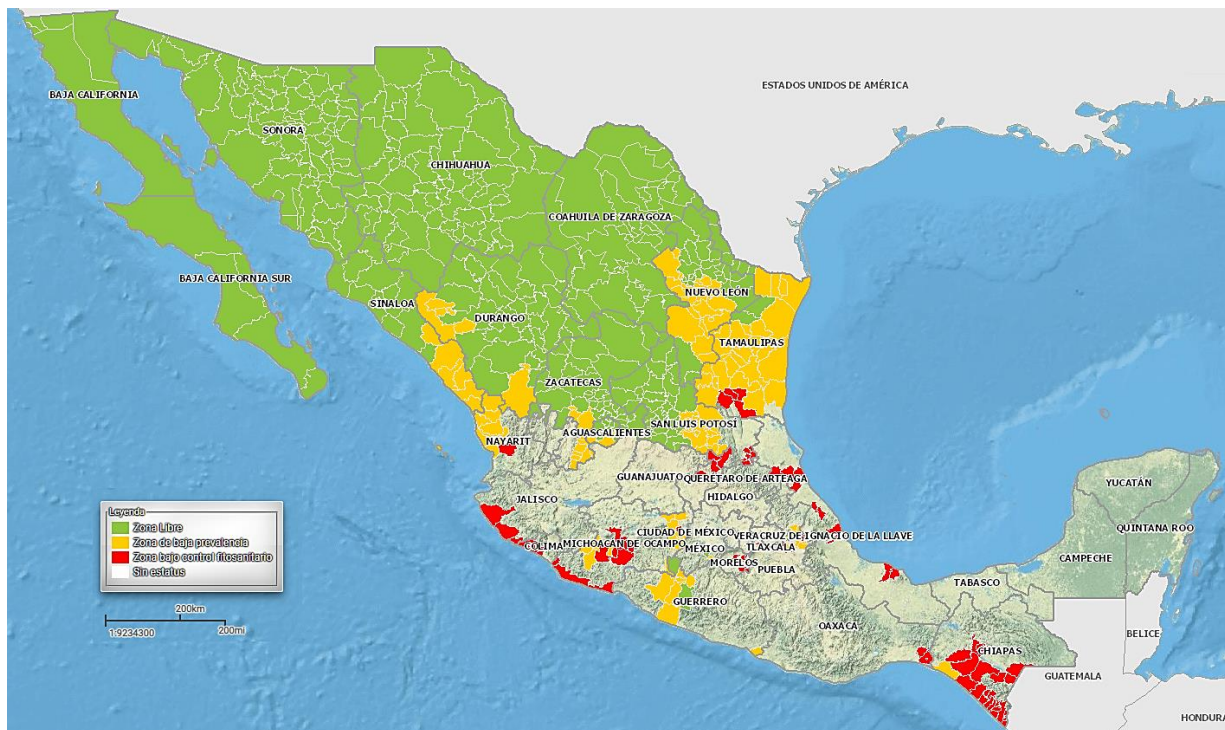 ESTADOS UNIDOS DE AMÉRICA
BAJA CALIFORNIA
SONORA
CHIHUAHUA
COAHUILA DE ZARAGOZA
BAJA CALIFORNIA SUR
NUEVO LEÓN
SINALOA
DURANGO
TAMAULIPAS
ZACATECAS
SAN LUIS POTOSÍ
AGUASCALIENTES
NAYARIT
GUANAJUATO
QUERÉTARO DE ARTEAGA
YUCATÁN
HIDALGO
JALISCO
QUINTANA ROO
CIUDAD DE MÉXICO
VERACRUZ DE IGNACIO DE LA LLAVE
COLIMA
MICHOACÁN DE OCAMPO
MÉXICO
TLAXCALA
CAMPECHE
MORELOS
PUEBLA
TABASCO
GUERRERO
OAXACA
BELICE
CHIAPAS
GUATEMALA
HONDURA
Leyenda
Zona Libre
Zona de baja prevalencia
Zona bajo control fitosanitario
Sin estatus
200km
1:9234300
200mi